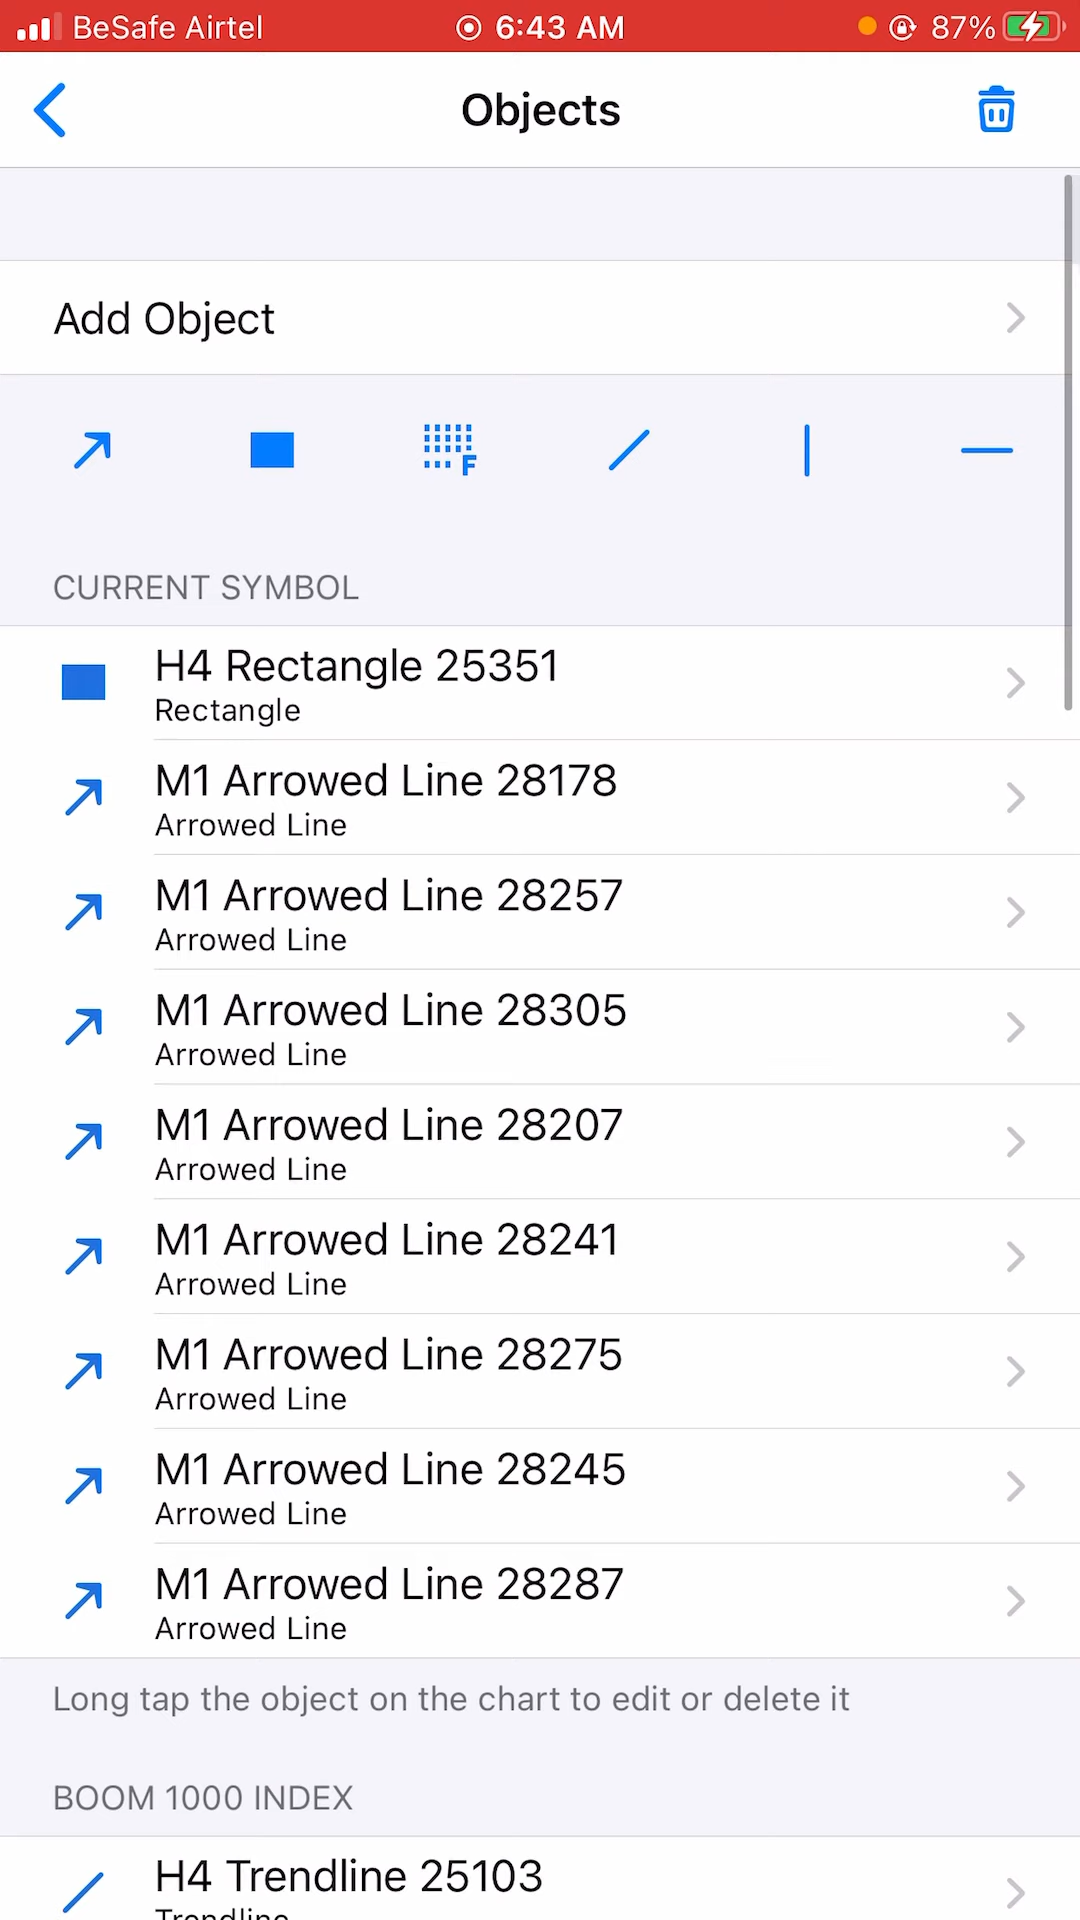 BeSafe Airtel 6:43 AM 87%
Objects
Add Object
F
CURRENT SYMBOL
H4 Rectangle 25351
Rectangle
M1 Arrowed Line 28178
Arrowed Line
M1 Arrowed Line 28257
Arrowed Line
M1 Arrowed Line 28305
Arrowed Line
M1 Arrowed Line 28207
Arrowed Line
M1 Arrowed Line 28241
Arrowed Line
M1 Arrowed Line 28275
Arrowed Line
M1 Arrowed Line 28245
Arrowed Line
M1 Arrowed Line 28287
Arrowed Line
Long tap the object on the chart to edit or delete it
BOOM 1000 INDEX
H4 Trendline 25103
Trendline